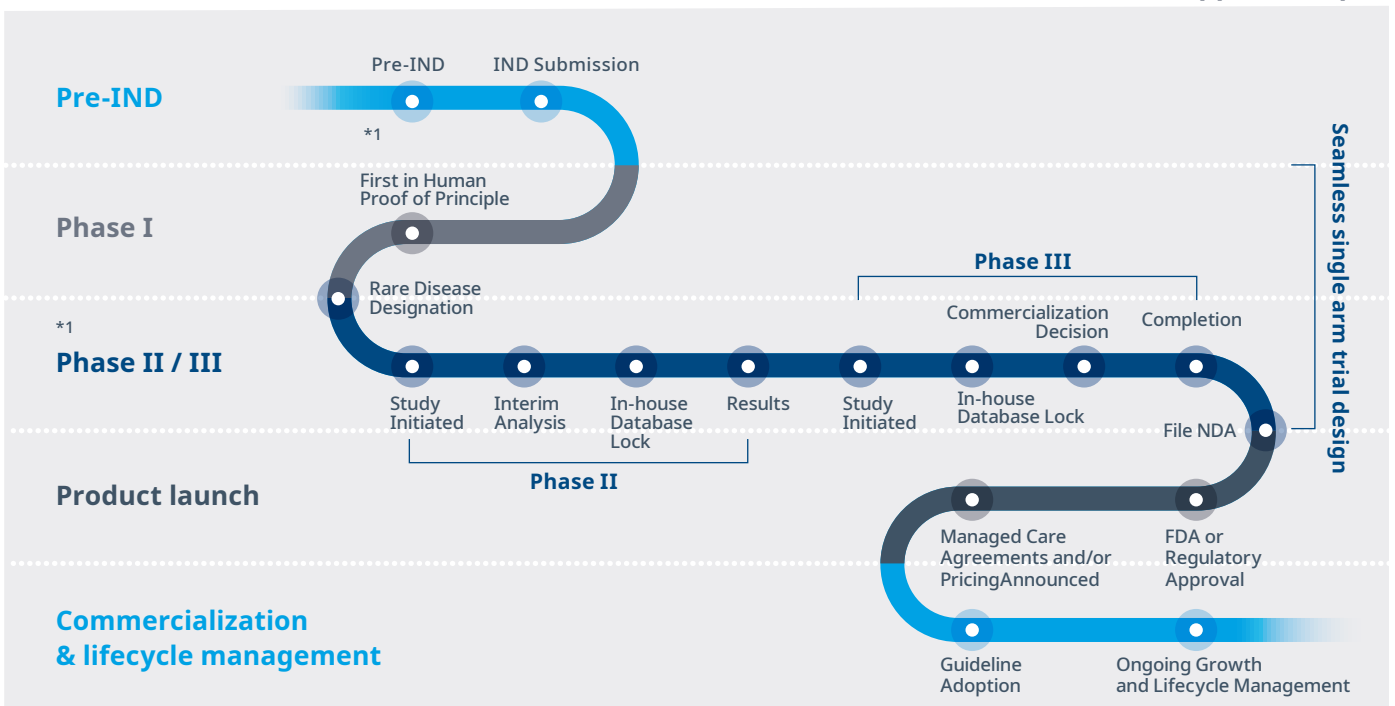 Pre-IND
IND Submission
Pre-IND
*1
First in Human
Proof of Principle
Phase I
Rare Disease
Designation
Phase III
Commercialization
Decision
Completion
*1
Phase II / III
Study
Initiated
Interim
Analysis
In-house
Database
Lock
Results
Study
Initiated
In-house
Database Lock
File NDA
Phase II
Seamless single arm trial design
Product launch
Managed Care
Agreements and/or
PricingAnnounced
FDA or
Regulatory
Approval
Commercialization
& lifecycle management
Guideline
Adoption
Ongoing Growth
and Lifecycle Management